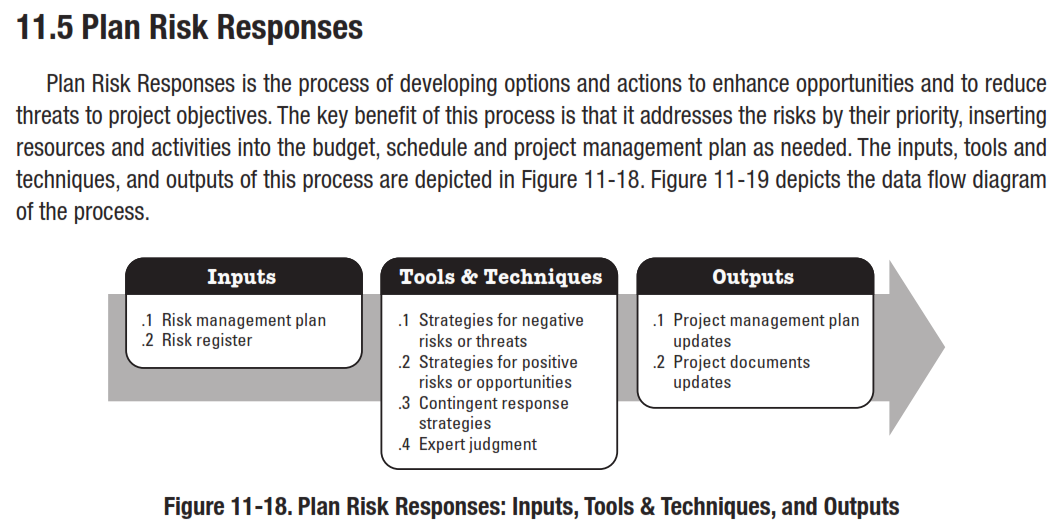 11.5 Plan Risk Responses
Plan Risk Responses is the process of developing options and actions to enhance opportunities and to reduce
threats to project objectives. The key benefit of this process is that it addresses the risks by their priority, inserting
resources and activities into the budget, schedule and project management plan as needed. The inputs, tools and
techniques, and outputs of this process are depicted in Figure 11-18. Figure 11-19 depicts the data flow diagram
of the process.
Inputs
.1 Risk management plan
.2 Risk register
Tools & Techniques
.1 Strategies for negative
risks or threats
.2 Strategies for positive
risks or opportunities
.3 Contingent response
strategies
.4 Expert judgment
Outputs
.1 Project management plan
updates
.2 Project documents
updates
Figure 11-18. Plan Risk Responses: Inputs, Tools & Techniques, and Outputs